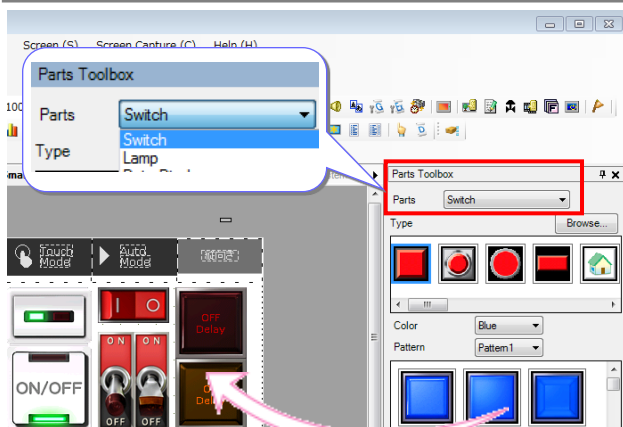 Screen (S) Screen Capture (C) Help (H)
Parts Toolbox
Parts Switch
Switch
Lamp
Type
100
Parts Toolbox
Parts Switch
Type Browse...
Touch Mode
Auto Mode
Color Blue
Pattern Pattern1
OFF Delay
ON ON
ON/OFF
OFF OFF